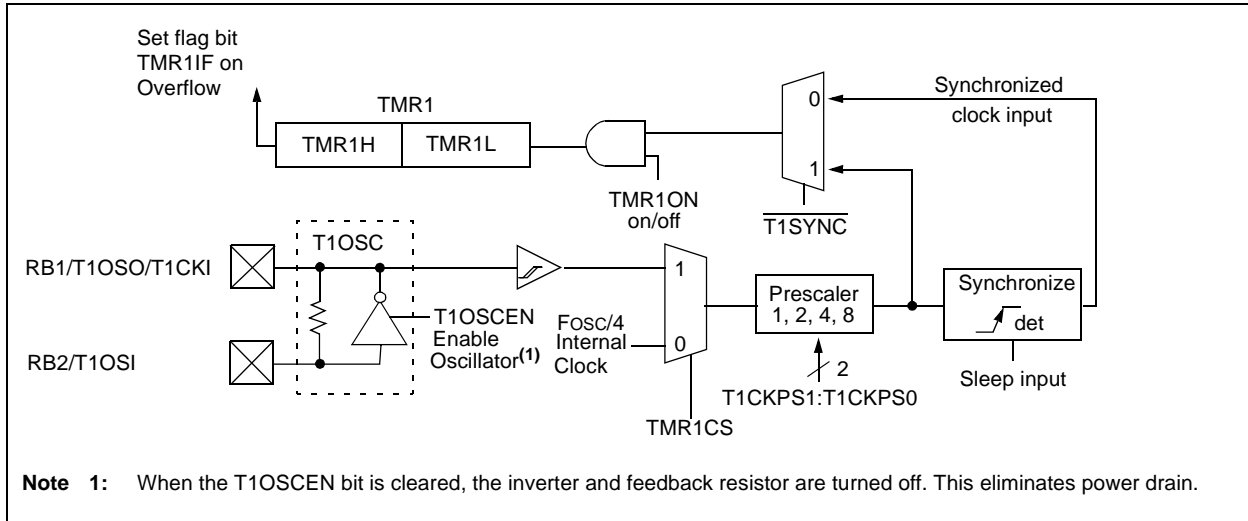 Set flag bit
TMR1IF on
Overflow
TMR1
TMR1H
TMR1L
TMR1ON
on/off
0
1
T1SYNC
Synchronized
clock input
RB1/T1OSO/T1CKI
RB2/T1OSI
T1OSC
T1OSCEN
Enable
Oscillator(1)
FOSC/4
Internal
Clock
1
0
TMR1CS
Prescaler
1, 2, 4, 8
2
T1CKPS1:T1CKPS0
Synchronize
det
Sleep input
Note 1: When the T1OSCEN bit is cleared, the inverter and feedback resistor are turned off. This eliminates power drain.